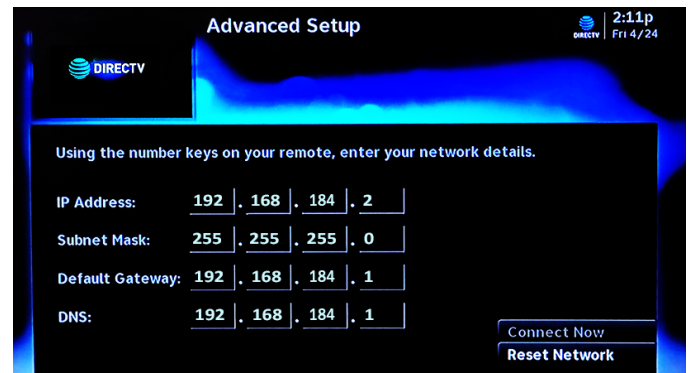 Advanced Setup
DIRECTV
2:11p
Fri 4/24
DIRECTV
Using the number keys on your remote, enter your network details.
IP Address: 192 . 168 . 184 . 2
Subnet Mask: 255 . 255 . 255 . 0
Default Gateway: 192 . 168 . 184 . 1
DNS: 192 . 168 . 184 . 1
Connect Now
Reset Network